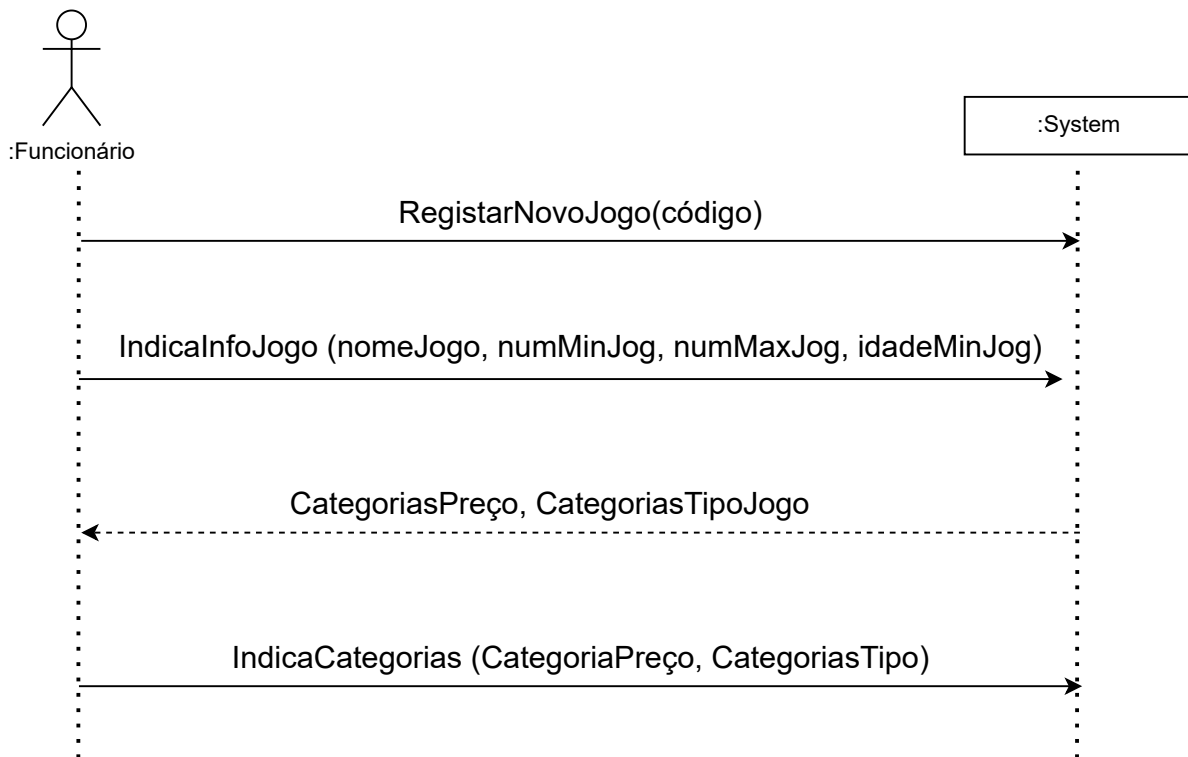 :Funcionário
:System
RegistarNovoJogo(código)
IndicaInfoJogo (nomeJogo, numMinJog, numMaxJog, idadeMinJog)
CategoriasPreço, CategoriasTipoJogo
IndicaCategorias (CategoriaPreço, CategoriasTipo)